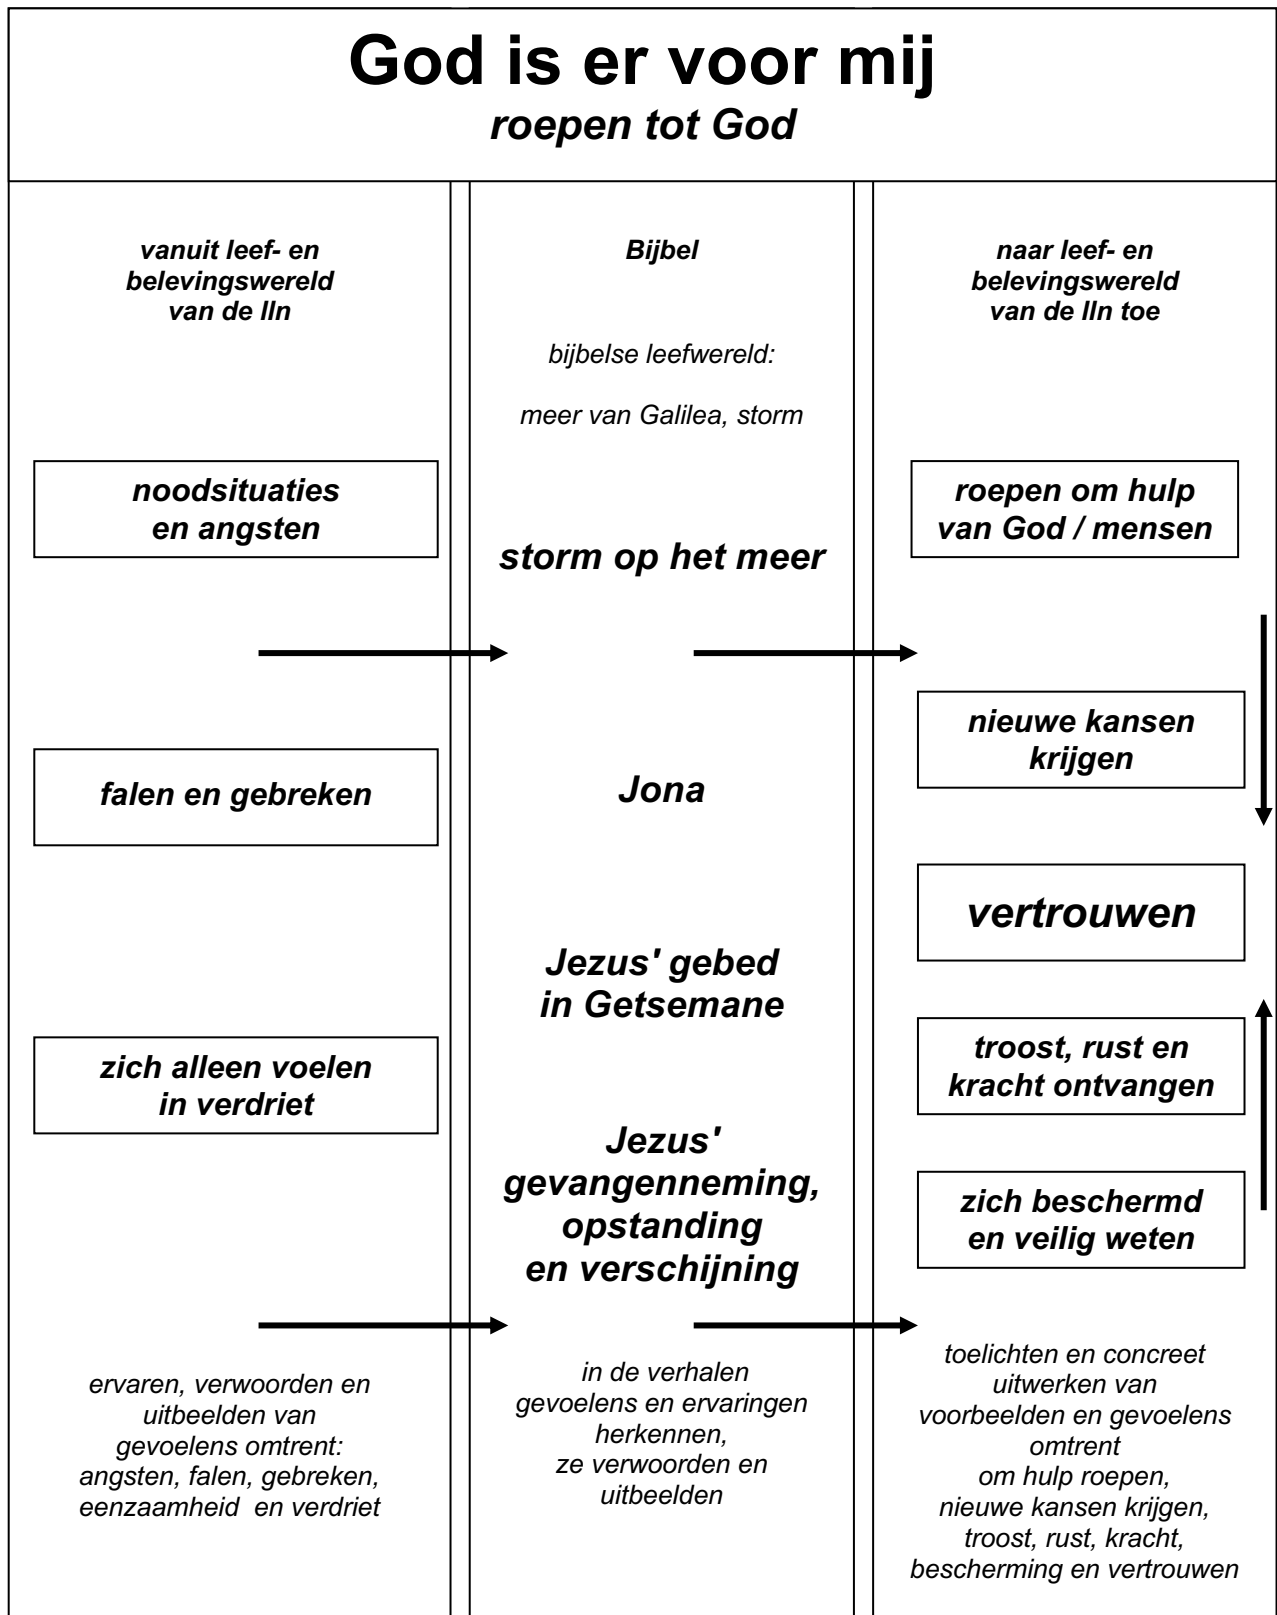 God is er voor mij
roepen tot God
vanuit leef- en
belevingswereld
van de lln
noodsituaties
en angsten
falen en gebreken
zich alleen voelen
in verdriet
ervaren, verwoorden en
uitbeelden van
gevoelens omtrent:
angsten, falen, gebreken,
eenzaamheid en verdriet
Bijbel
bijbelse leefwereld:
meer van Galilea, storm
storm op het meer
Jona
Jezus' gebed
in Getsemane
Jezus'
gevangenneming,
opstanding
en verschijning
in de verhalen
gevoelens en ervaringen
herkennen,
ze verwoorden en
uitbeelden
naar leef- en
belevingswereld
van de lln toe
roepen om hulp
van God / mensen
nieuwe kansen
krijgen
vertrouwen
troost, rust en
kracht ontvangen
zich beschermd
en veilig weten
toelichten en concreet
uitwerken van
voorbeelden en gevoelens
omtrent
om hulp roepen,
nieuwe kansen krijgen,
troost, rust, kracht,
bescherming en vertrouwen